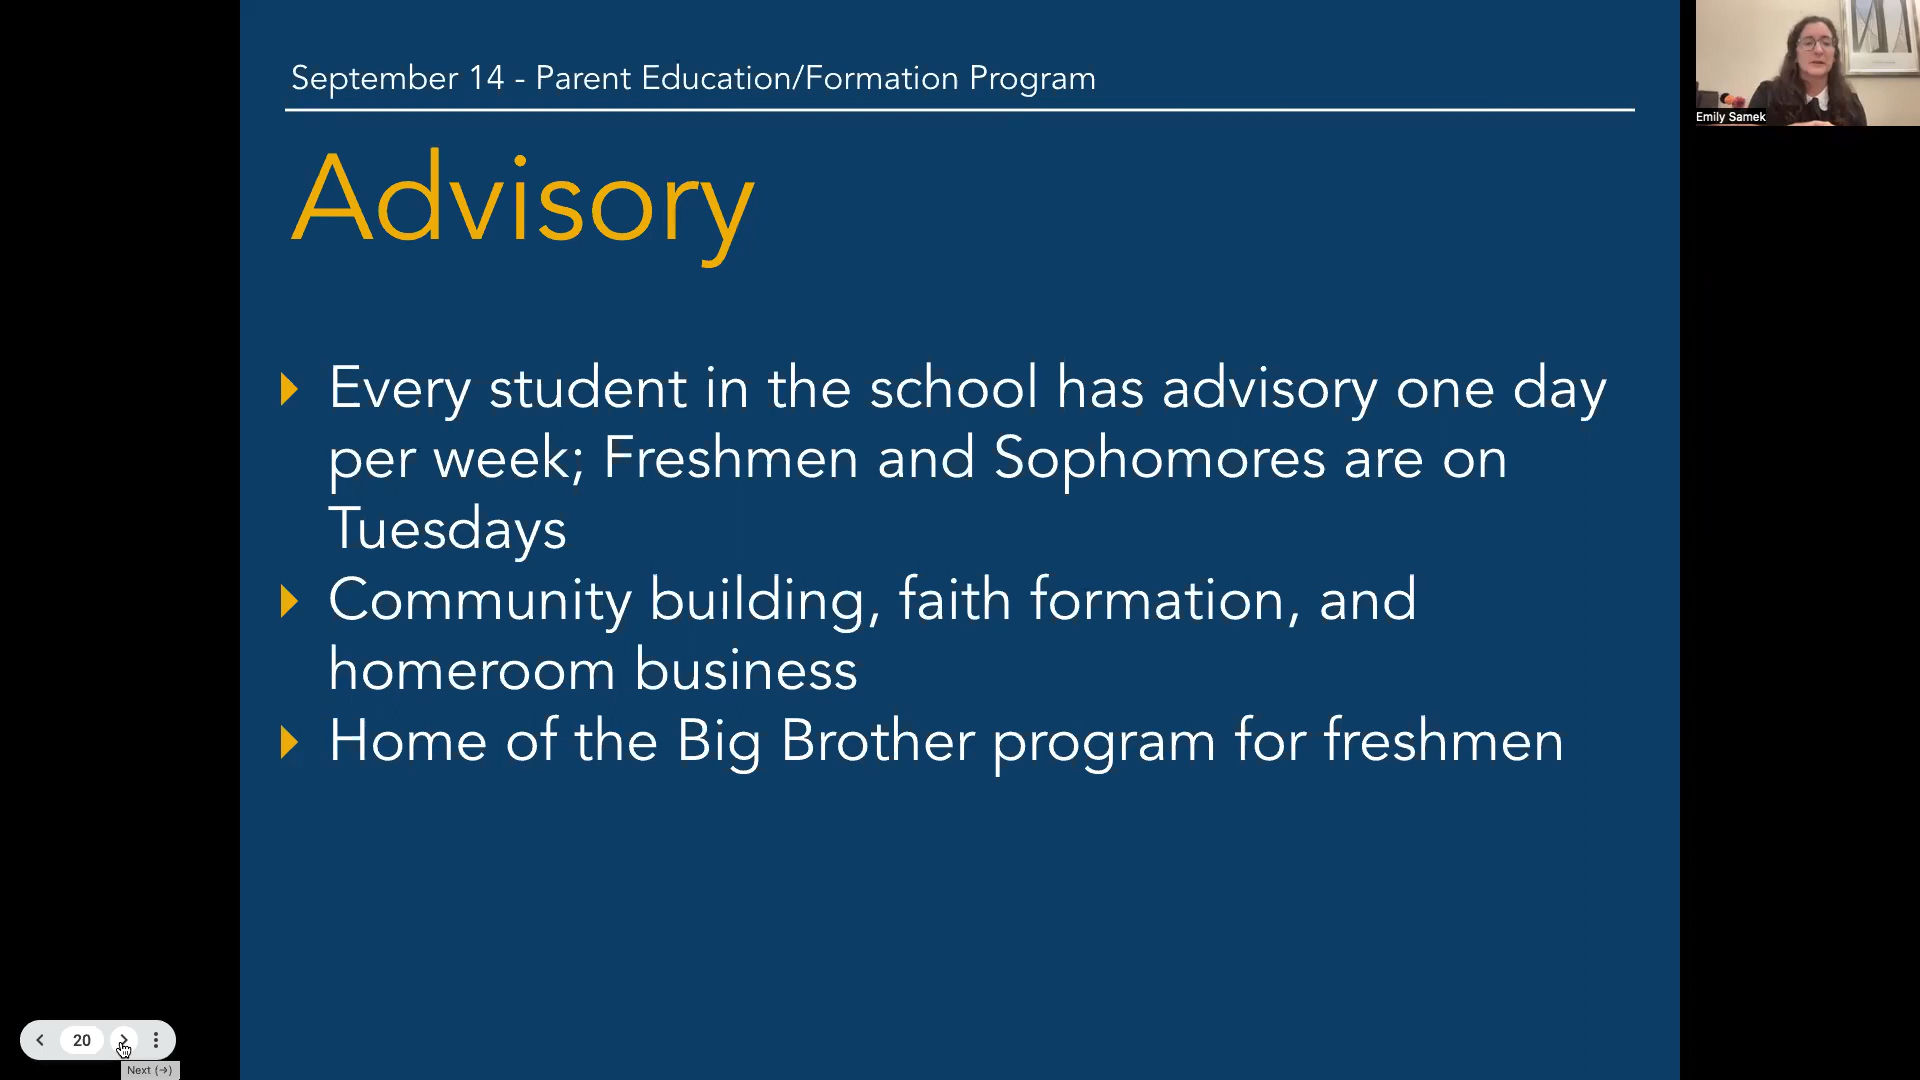 September 14 - Parent Education/Formation Program
Emily Samek
Advisory
Every student in the school has advisory one day
per week; Freshmen and Sophomores are on
Tuesdays
Community building, faith formation, and
homeroom business
Home of the Big Brother program for freshmen
20
Next (→)